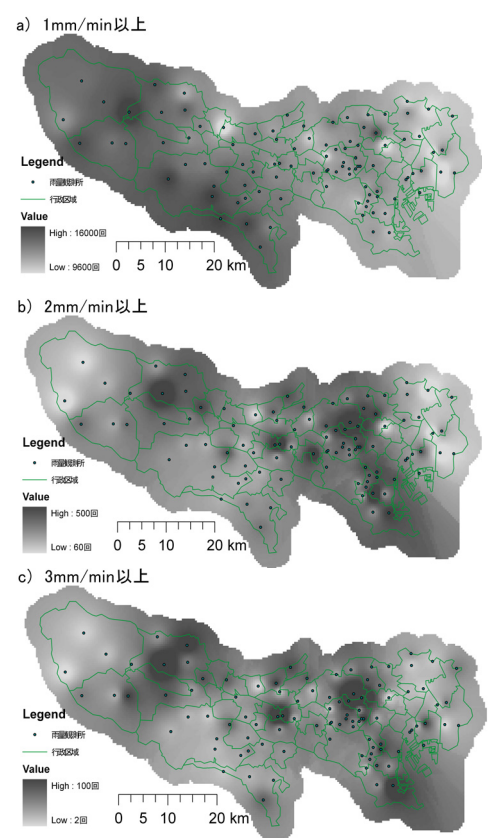 a) 1mm/min以上
Legend
雨量観測所
行政区域
Value
High : 16000回
Low : 9600回
0 5 10 20 km
b) 2mm/min以上
Legend
雨量観測所
行政区域
Value
High : 500回
Low : 60回
0 5 10 20 km
c) 3mm/min以上
Legend
雨量観測所
行政区域
Value
High : 100回
Low : 2回
0 5 10 20 km